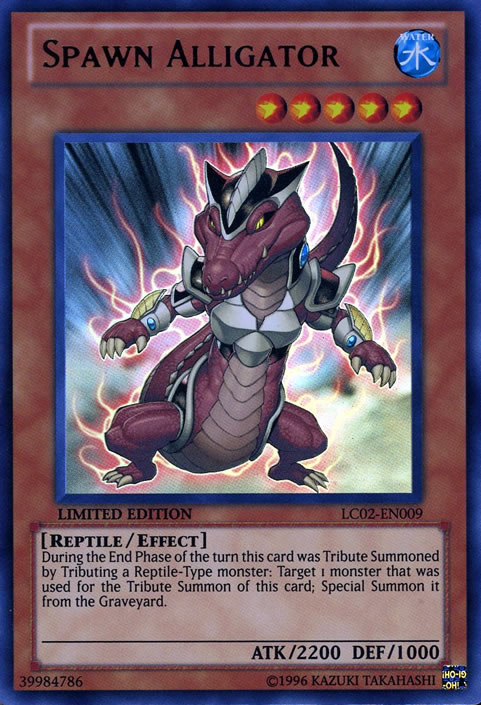 SPAWN ALLIGATOR
WATER
水
LIMITED EDITION
LC02-EN009
[REPTILE/EFFECT]
During the End Phase of the turn this card was Tribute Summoned
by Tributing a Reptile-Type monster: Target 1 monster that was
used for the Tribute Summon of this card; Special Summon it
from the Graveyard.
ATK/2200 DEF/1000
39984786
©1996 KAZUKI TAKAHASHI